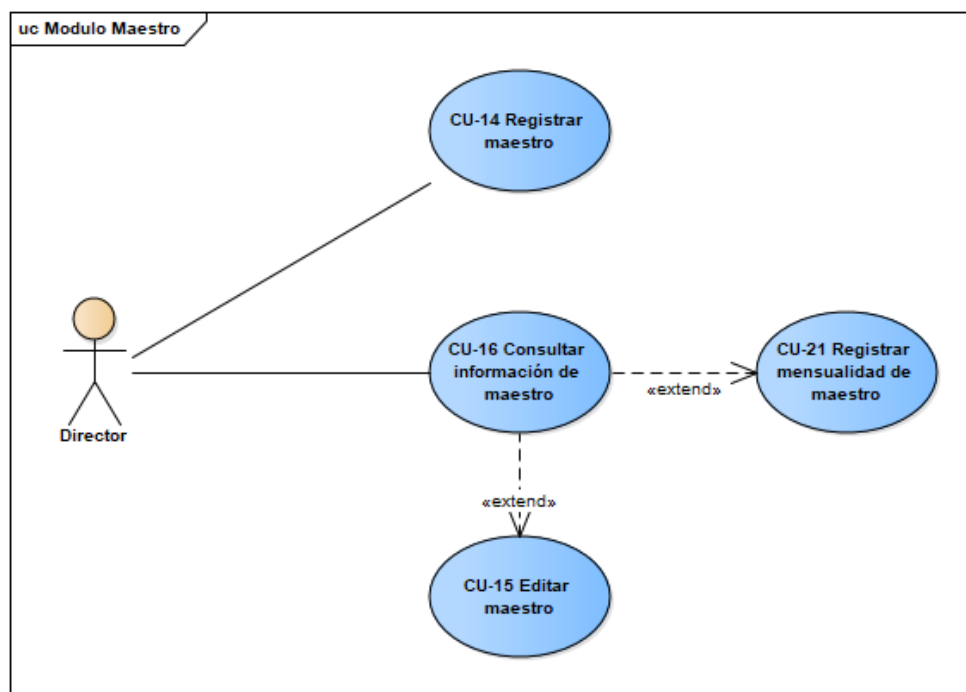 uc Modulo Maestro
CU-14 Registrar
maestro
CU-16 Consultar
información de
maestro
«extend»
CU-21 Registrar
mensualidad de
maestro
Director
«extend»
CU-15 Editar
maestro